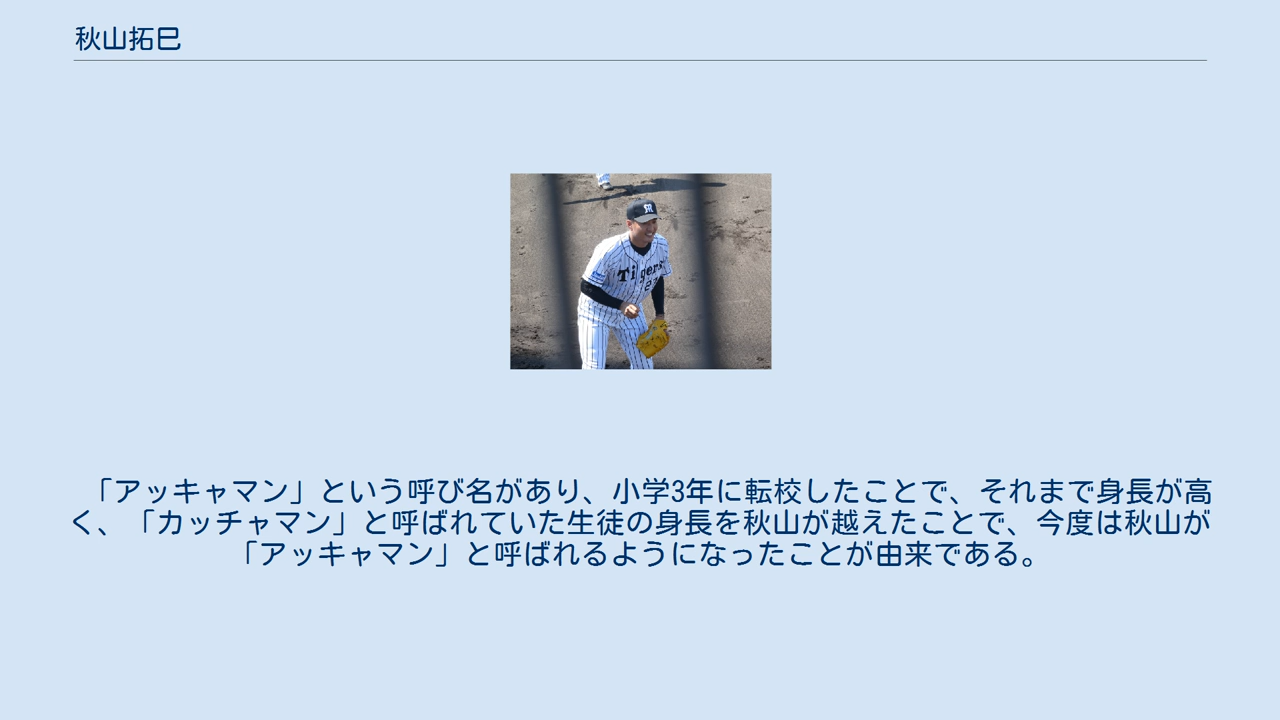 秋山拓巳
Tigers
「アッキャマン」という呼び名があり、小学3年に転校したことで、それまで身長が高
く、「カッチャマン」と呼ばれていた生徒の身長を秋山が越えたことで、今度は秋山が
「アッキャマン」と呼ばれるようになったことが由来である。